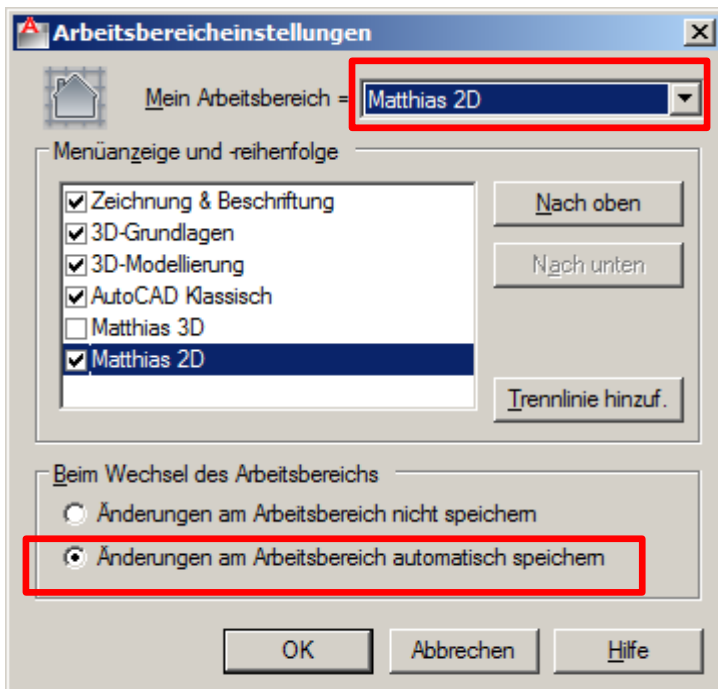 Arbeitsbereicheinstellungen
Mein Arbeitsbereich = Matthias 2D
Menüanzeige und -reihenfolge
Zeichnung & Beschriftung
3D-Grundlagen
3D-Modellierung
AutoCAD Klassisch
Matthias 3D
Matthias 2D
Nach oben
Nach unten
Trennlinie hinzuf.
Beim Wechsel des Arbeitsbereichs
Änderungen am Arbeitsbereich nicht speichern
Änderungen am Arbeitsbereich automatisch speichern
OK Abbrechen Hilfe